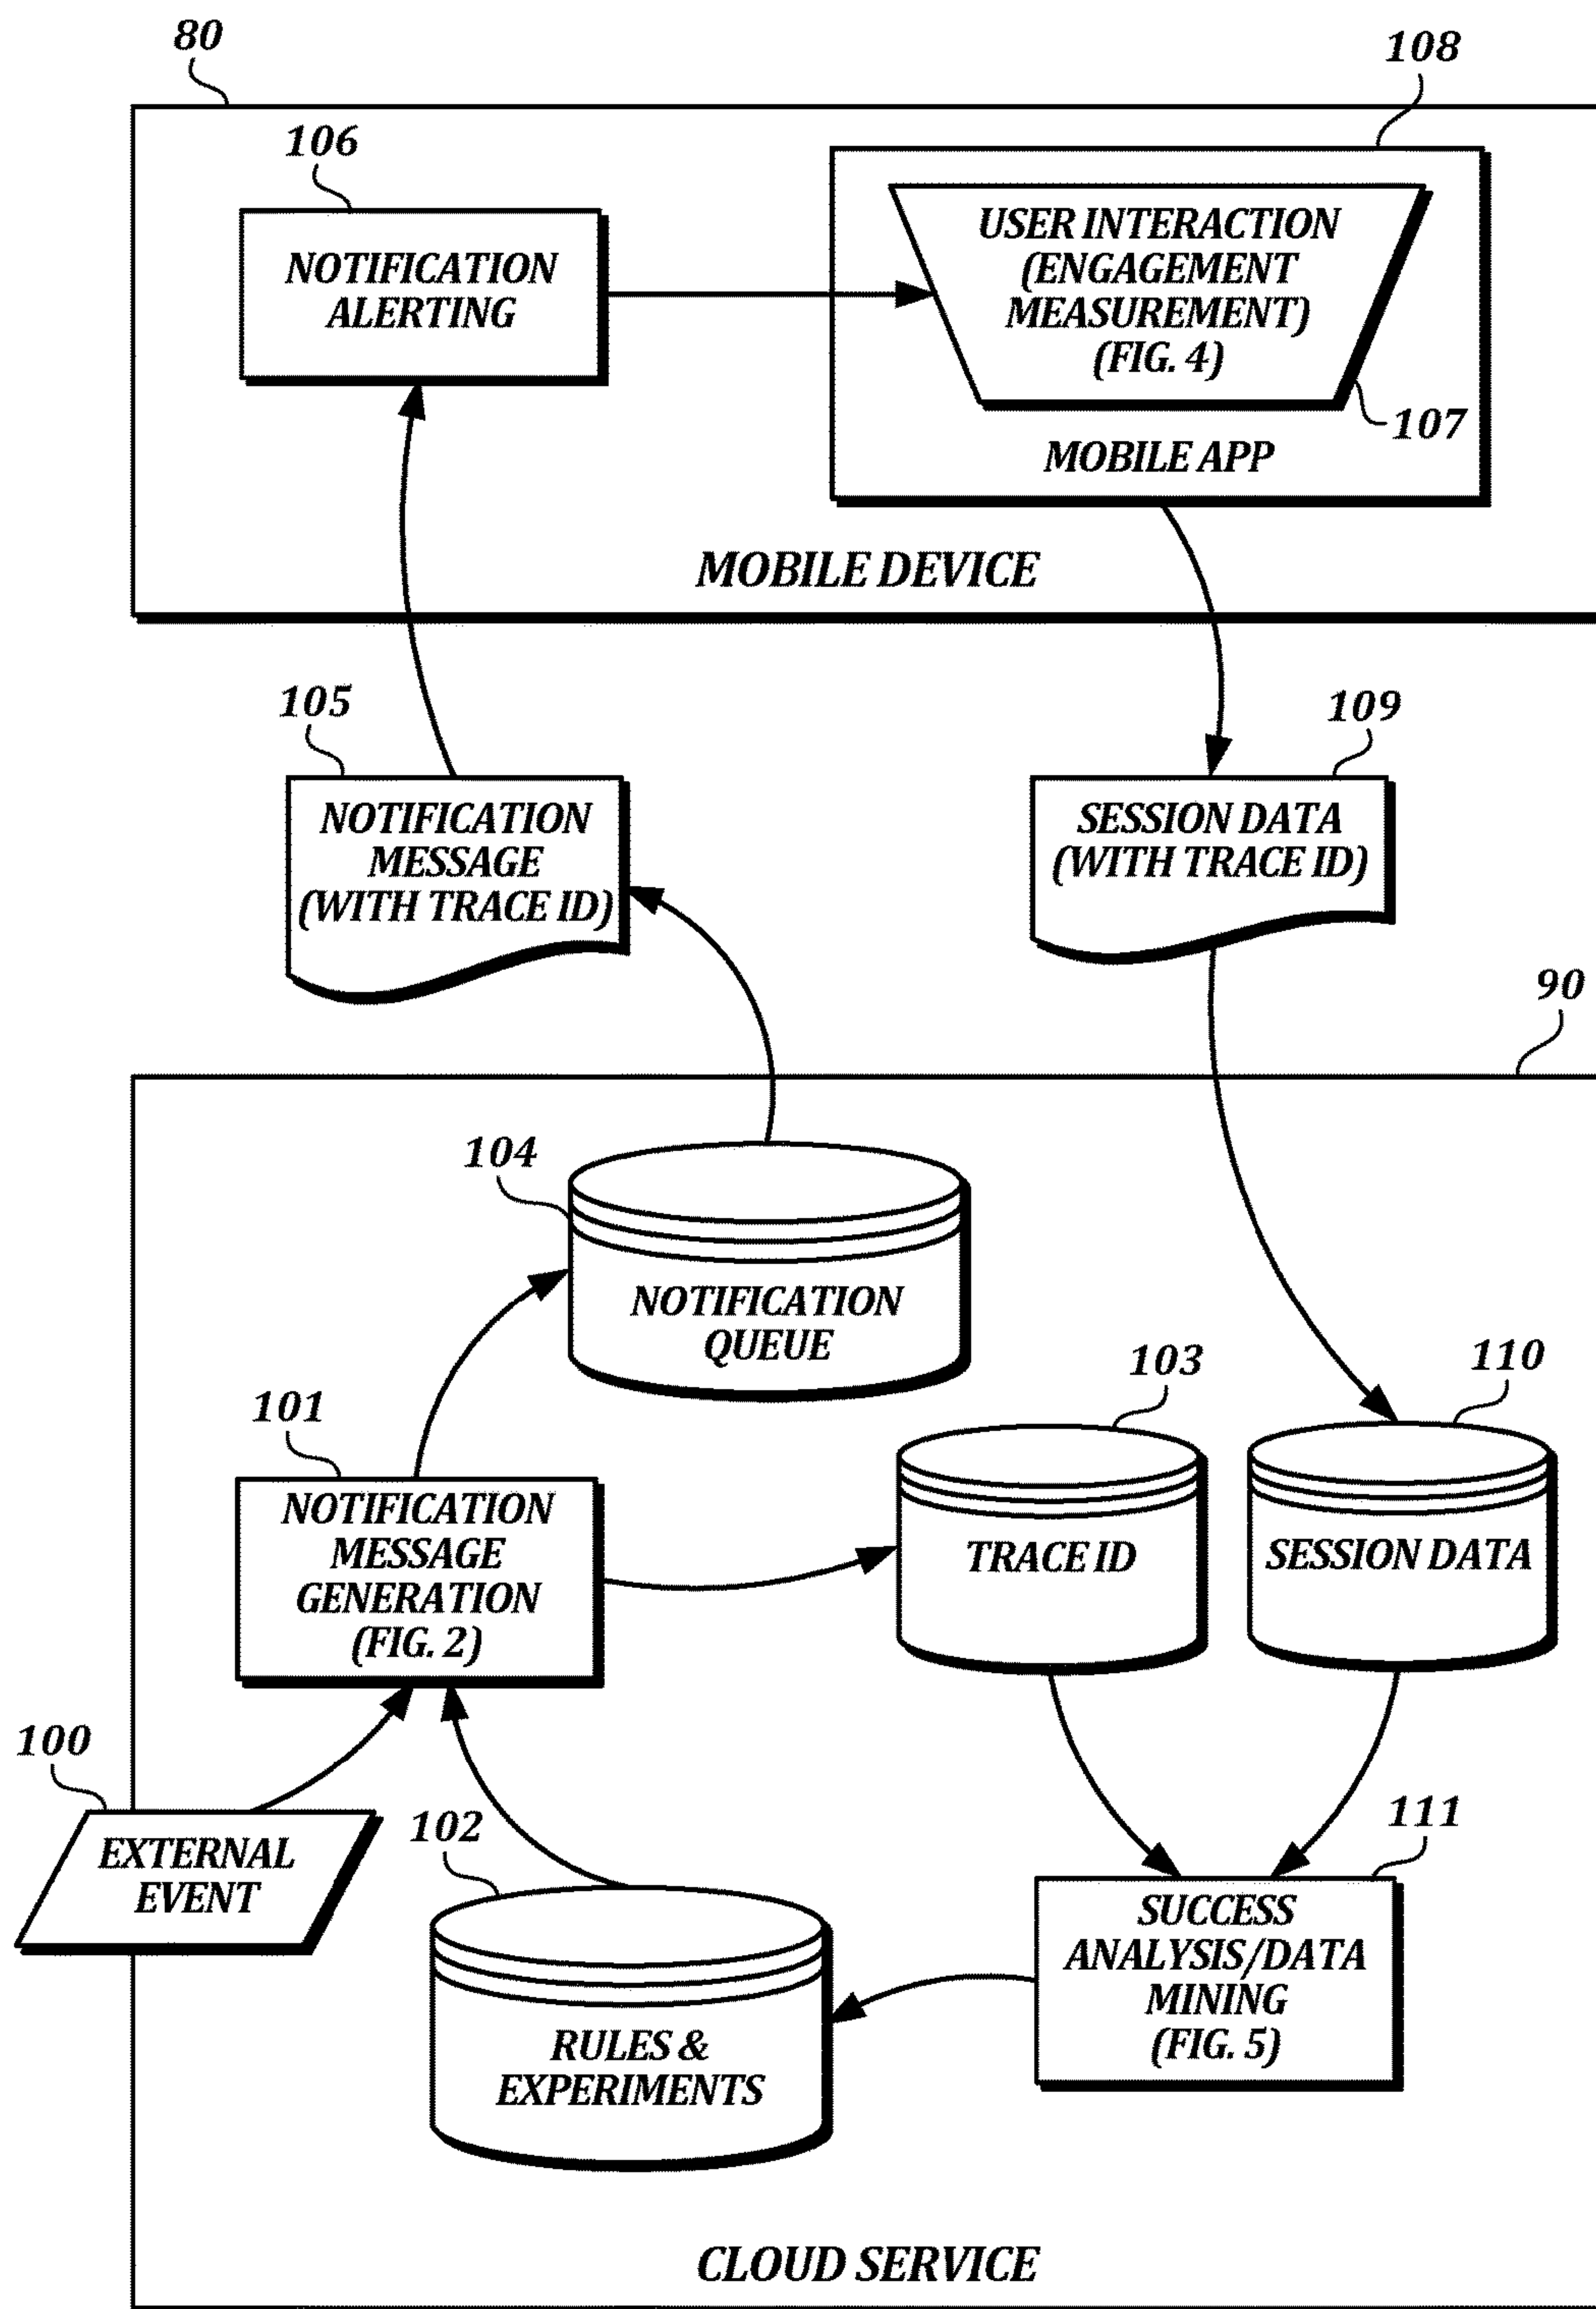 80
108
106
NOTIFICATION
ALERTING
USER INTERACTION
(ENGAGEMENT
MEASUREMENT)
(FIG. 4)
107
MOBILE APP
MOBILE DEVICE
105
109
NOTIFICATION
MESSAGE
(WITH TRACE ID)
SESSION DATA
(WITH TRACE ID)
90
104
NOTIFICATION
QUEUE
103
110
101
NOTIFICATION
MESSAGE
GENERATION
(FIG. 2)
TRACE ID
SESSION DATA
100
EXTERNAL
EVENT
102
RULES &
EXPERIMENTS
111
SUCCESS
ANALYSIS/DATA
MINING
(FIG. 5)
CLOUD SERVICE